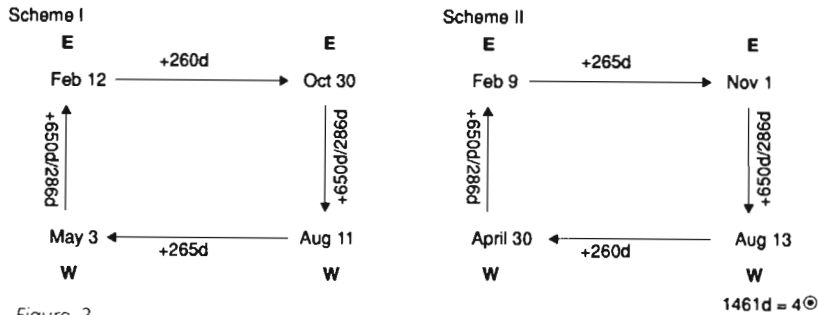 Scheme I
E
E
+260d
Feb 12
Oct 30
+650d/286d
+650d/286d
May 3
Aug 11
+265d
W
W
Scheme II
E
E
+265d
Feb 9
Nov 1
+650d/286d
+650d/286d
April 30
Aug 13
+260d
W
W
1461d = 4☉
Figure 2